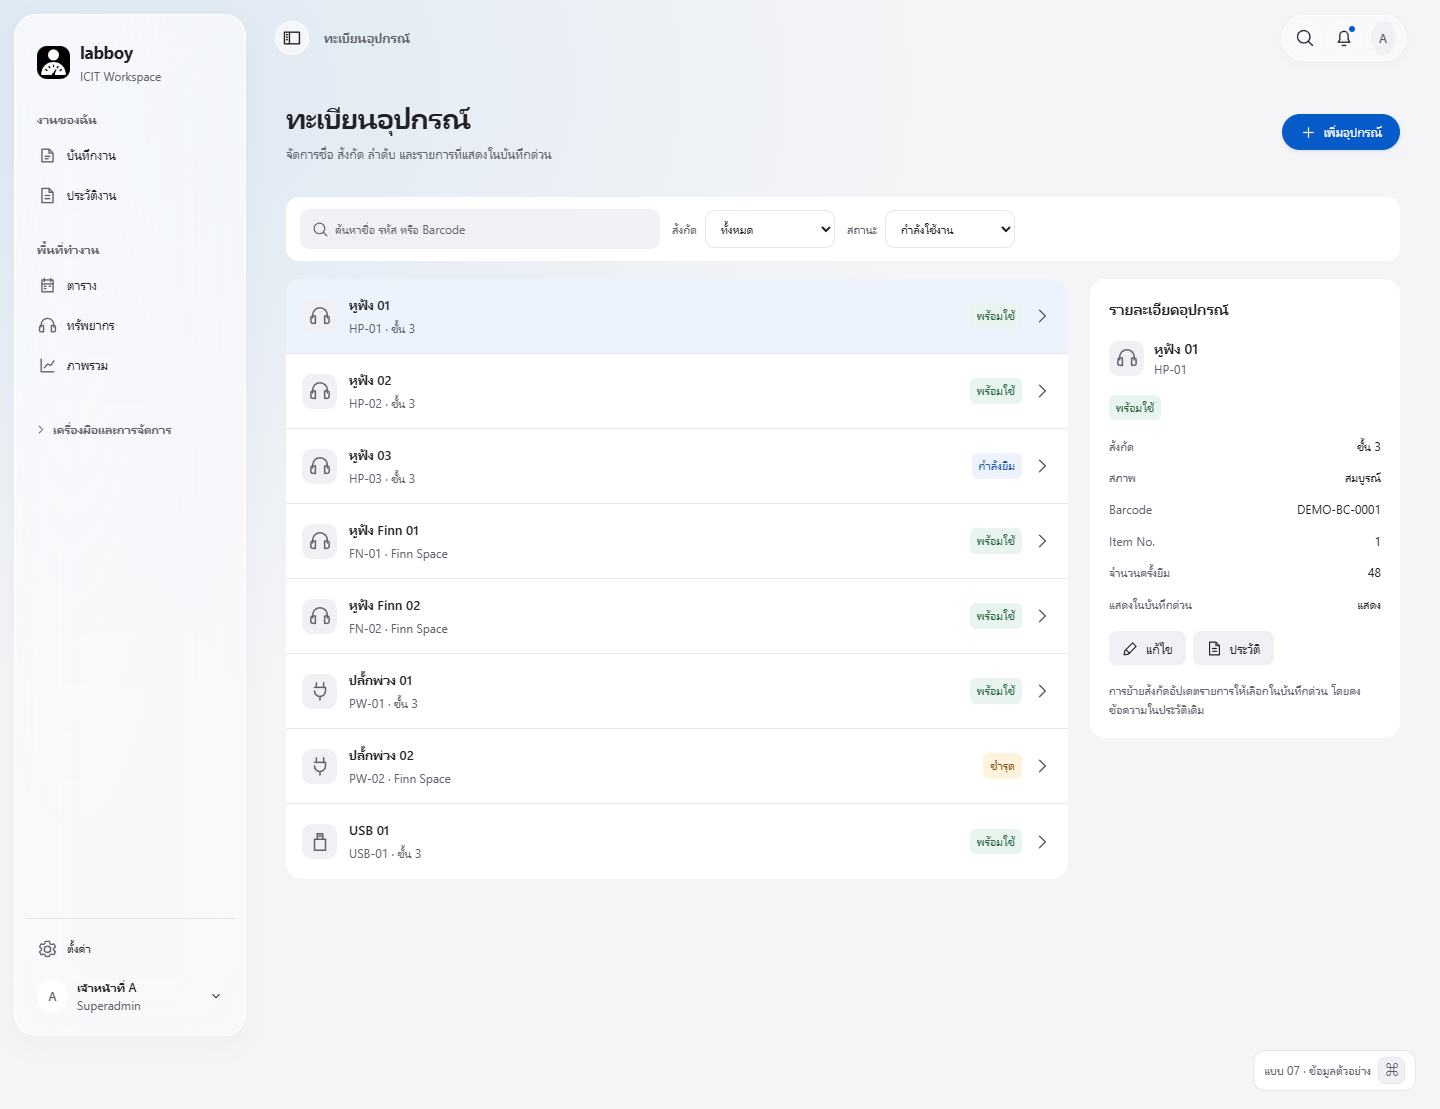 labboy
ICIT Workspace
งานของฉัน
บันทึกงาน
ประวัติงาน
พื้นที่ทำงาน
ตาราง
ทรัพยากร
ภาพรวม
เครื่องมือและการจัดการ
ตั้งค่า
A
เจ้าหน้าที่ A
Superadmin
ทะเบียนอุปกรณ์
A
ทะเบียนอุปกรณ์
จัดการชื่อ สังกัด ลำดับ และรายการที่แสดงในบันทึกด่วน
เพิ่มอุปกรณ์
ค้นหาชื่อ รหัส หรือ Barcode
สังกัด
ทั้งหมด
สถานะ
กำลังใช้งาน
หูฟัง 01
HP-01 · ชั้น 3
พร้อมใช้
หูฟัง 02
HP-02 · ชั้น 3
พร้อมใช้
หูฟัง 03
HP-03 · ชั้น 3
กำลังยืม
หูฟัง Finn 01
FN-01 · Finn Space
พร้อมใช้
หูฟัง Finn 02
FN-02 · Finn Space
พร้อมใช้
ปลั๊กพ่วง 01
PW-01 · ชั้น 3
พร้อมใช้
ปลั๊กพ่วง 02
PW-02 · Finn Space
ชำรุด
USB 01
USB-01 · ชั้น 3
พร้อมใช้
รายละเอียดอุปกรณ์
หูฟัง 01
HP-01
พร้อมใช้
สังกัด ชั้น 3
สภาพ สมบูรณ์
Barcode DEMO-BC-0001
Item No. 1
จำนวนครั้งยืม 48
แสดงในบันทึกด่วน แสดง
แก้ไข
ประวัติ
การย้ายสังกัดอัปเดตรายการให้เลือกในบันทึกด่วน โดยคง
ข้อความในประวัติเดิม
แบบ 07 · ข้อมูลตัวอย่าง ⌘